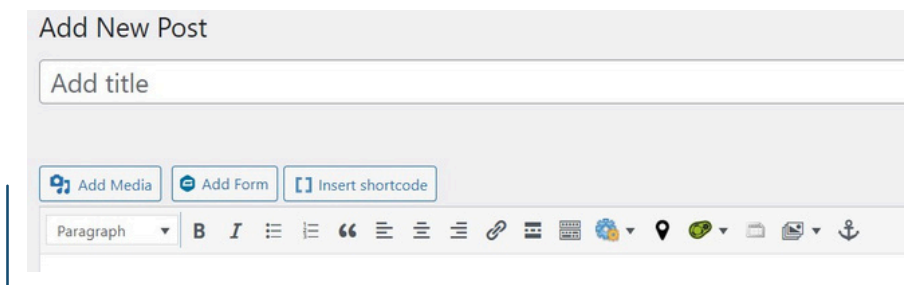 Add New Post
Add title
Add Media Add Form Insert shortcode
Paragraph B I